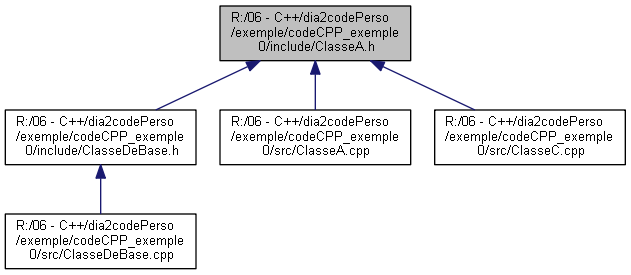 R:/06 - C++/dia2codePerso
/exemple/codeCPP_exemple
0/include/ClasseA.h
R:/06 - C++/dia2codePerso
/exemple/codeCPP_exemple
0/include/ClasseDeBase.h
R:/06 - C++/dia2codePerso
/exemple/codeCPP_exemple
0/src/ClasseA.cpp
R:/06 - C++/dia2codePerso
/exemple/codeCPP_exemple
0/src/ClasseC.cpp
R:/06 - C++/dia2codePerso
/exemple/codeCPP_exemple
0/src/ClasseDeBase.cpp